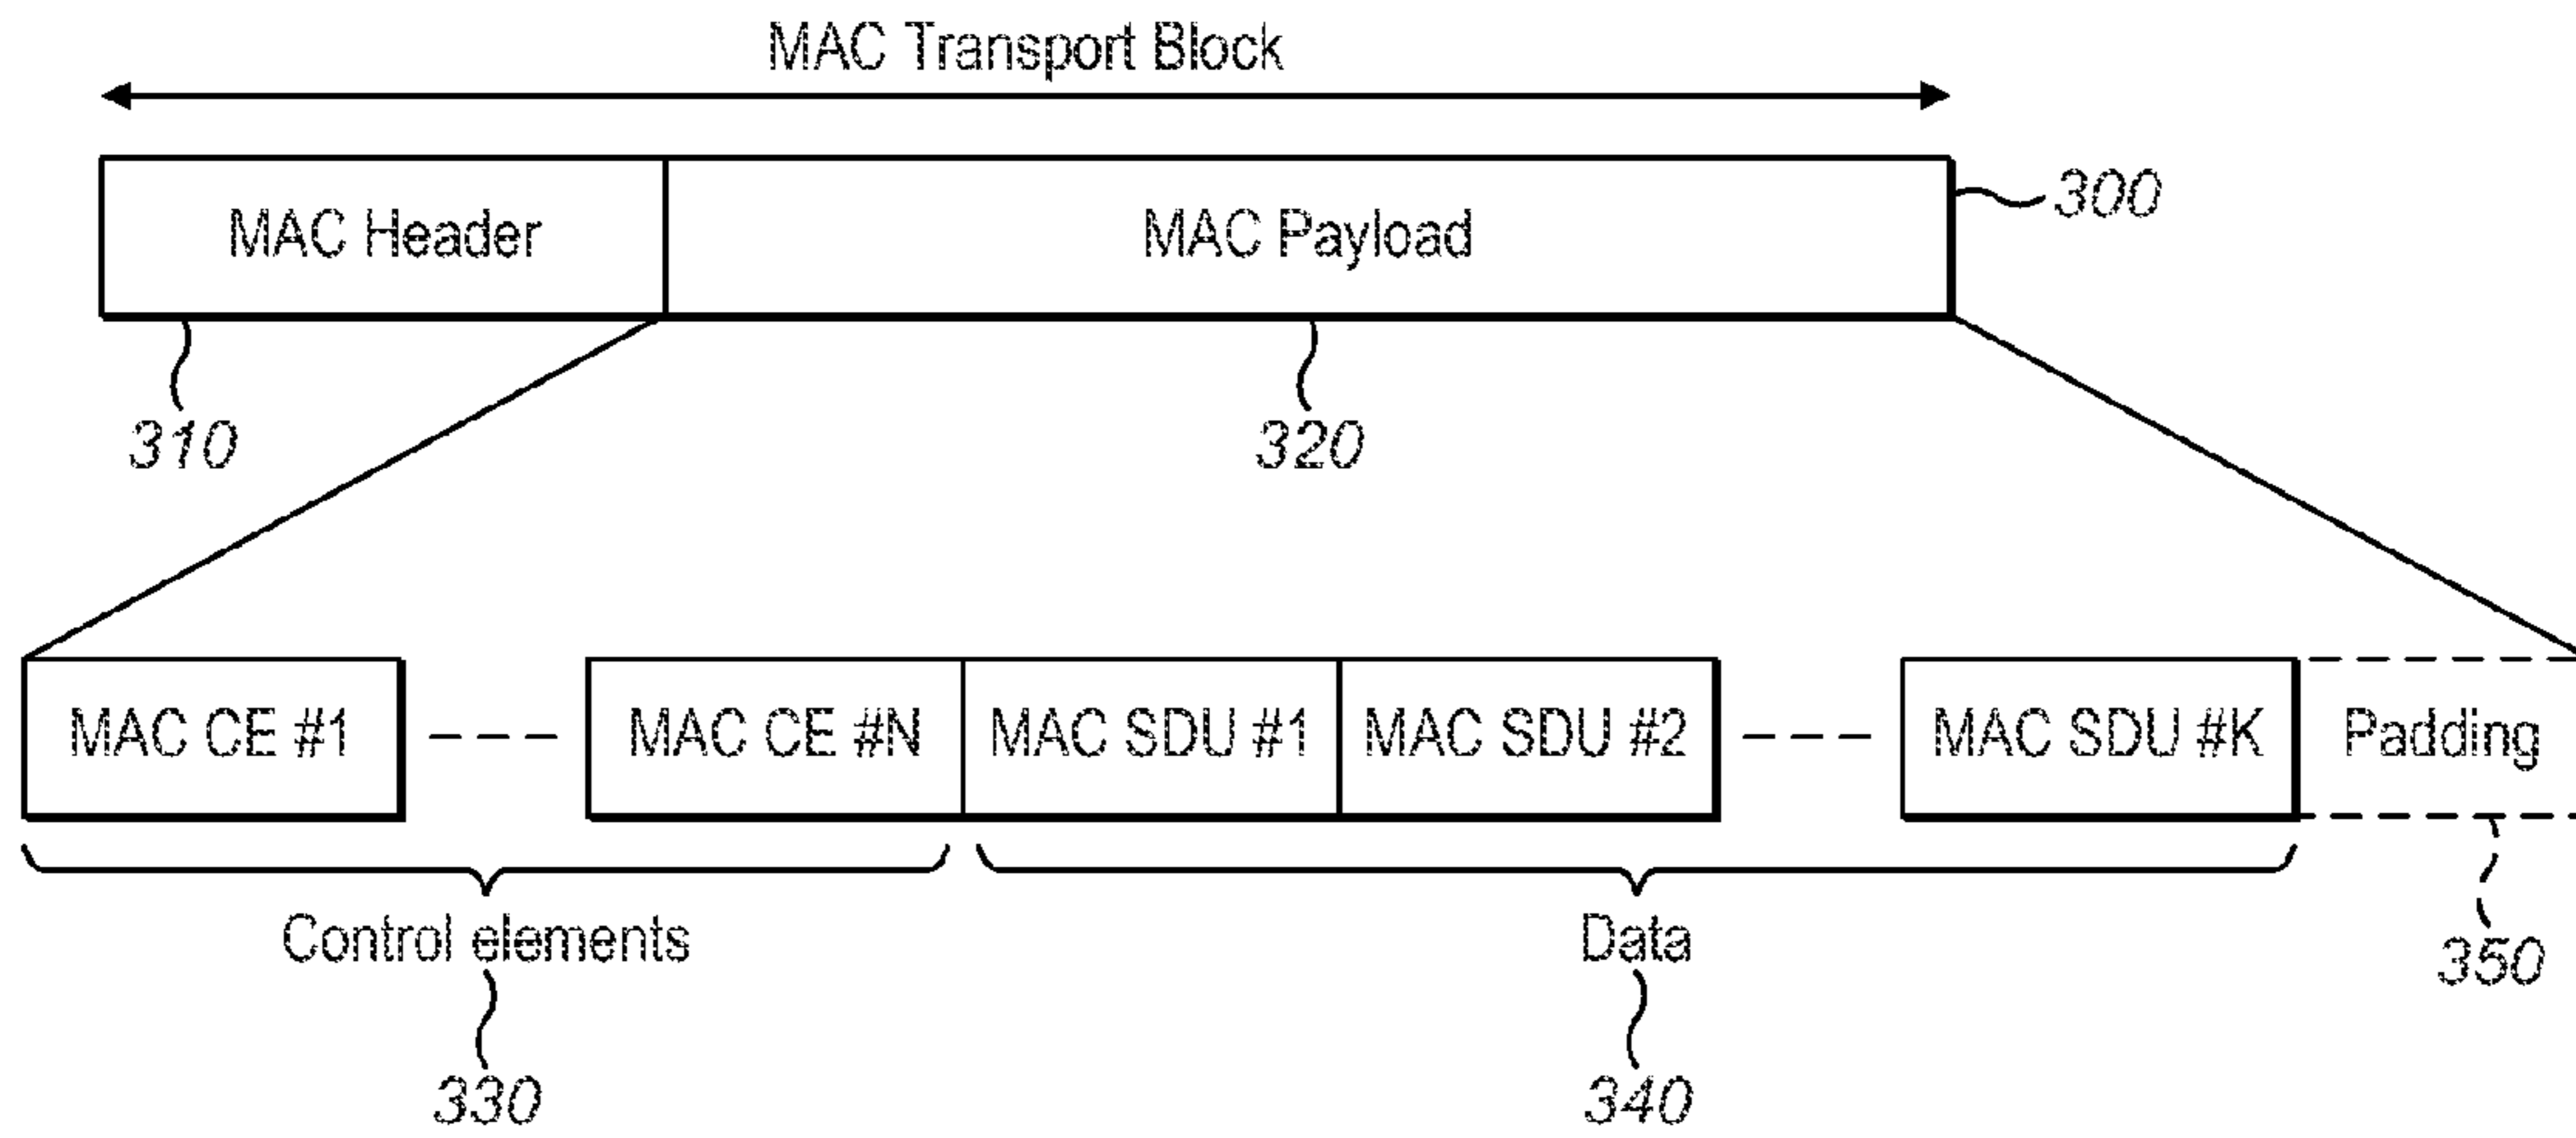 MAC Transport Block
MAC Header
MAC Payload
300
310
320
MAC CE #1
MAC CE #N
MAC SDU #1
MAC SDU #2
MAC SDU #K
Padding
Control elements
Data
350
330
340